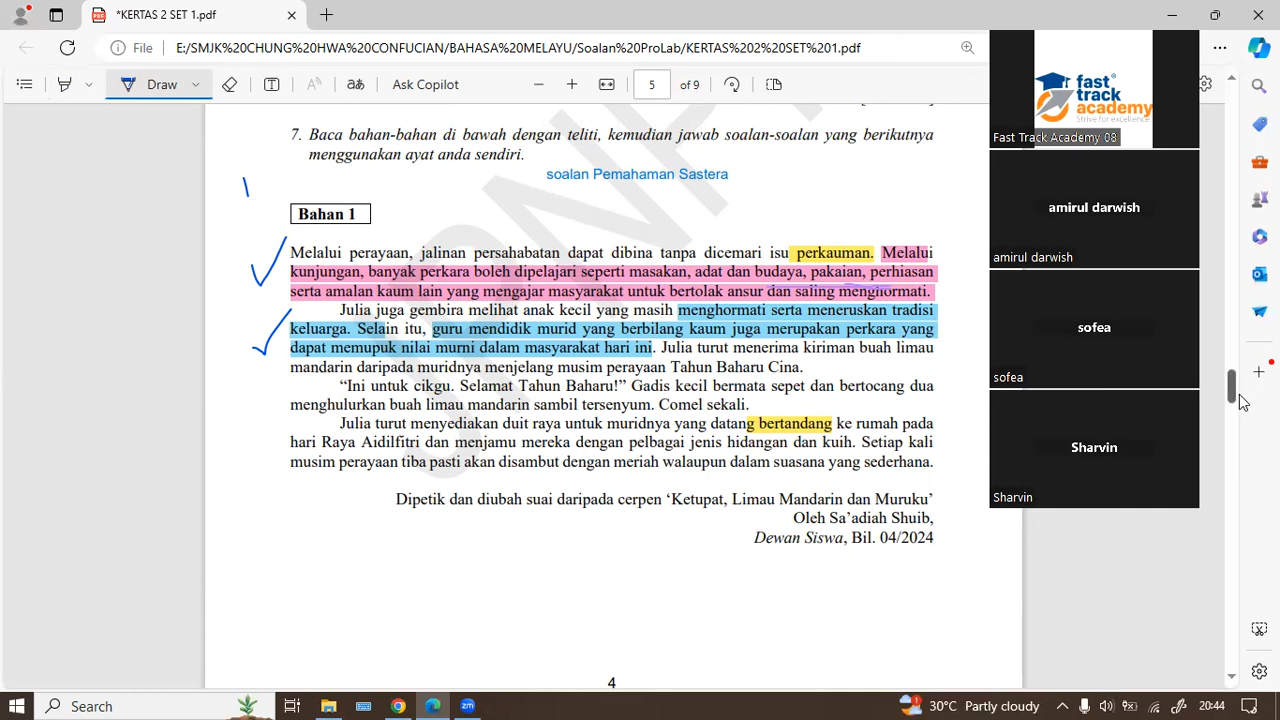 *KERTAS 2 SET 1.pdf
File
E:/SMJK%20CHUNG%20HWA%20CONFUCIAN/BAHASA%20MELAYU/Soalan%20ProLab/KERTAS%202%20SET%201.pdf
Draw
Ask Copilot
5
of 9
7. Baca bahan-bahan di bawah dengan teliti, kemudian jawab soalan-soalan yang berikutnya
menggunakan ayat anda sendiri.
soalan Pemahaman Sastera
Bahan 1
Melalui perayaan, jalinan persahabatan dapat dibina tanpa dicemari isu perkauman. Melalui
kunjungan, banyak perkara boleh dipelajari seperti masakan, adat dan budaya, pakaian, perhiasan
serta amalan kaum lain yang mengajar masyarakat untuk bertolak ansur dan saling menghormati.
Julia juga gembira melihat anak kecil yang masih menghormati serta meneruskan tradisi
keluarga. Selain itu, guru mendidik murid yang berbilang kaum juga merupakan perkara yang
dapat memupuk nilai murni dalam masyarakat hari ini. Julia turut menerima kiriman buah limau
mandarin daripada muridnya menjelang musim perayaan Tahun Baharu Cina.
“Ini untuk cikgu. Selamat Tahun Baharu!” Gadis kecil bermata sepet dan bertocang dua
menghulurkan buah limau mandarin sambil tersenyum. Comel sekali.
Julia turut menyediakan duit raya untuk muridnya yang datang bertandang ke rumah pada
hari Raya Aidilfitri dan menjamu mereka dengan pelbagai jenis hidangan dan kuih. Setiap kali
musim perayaan tiba pasti akan disambut dengan meriah walaupun dalam suasana yang sederhana.
Dipetik dan diubah suai daripada cerpen ‘Ketupat, Limau Mandarin dan Muruku’
Oleh Sa’adiah Shuib,
Dewan Siswa, Bil. 04/2024
4
fast
track
academy
Strive for excellence
Fast Track Academy 08
amirul darwish
amirul darwish
sofea
sofea
Sharvin
Sharvin
Search
30°C Partly cloudy
20:44